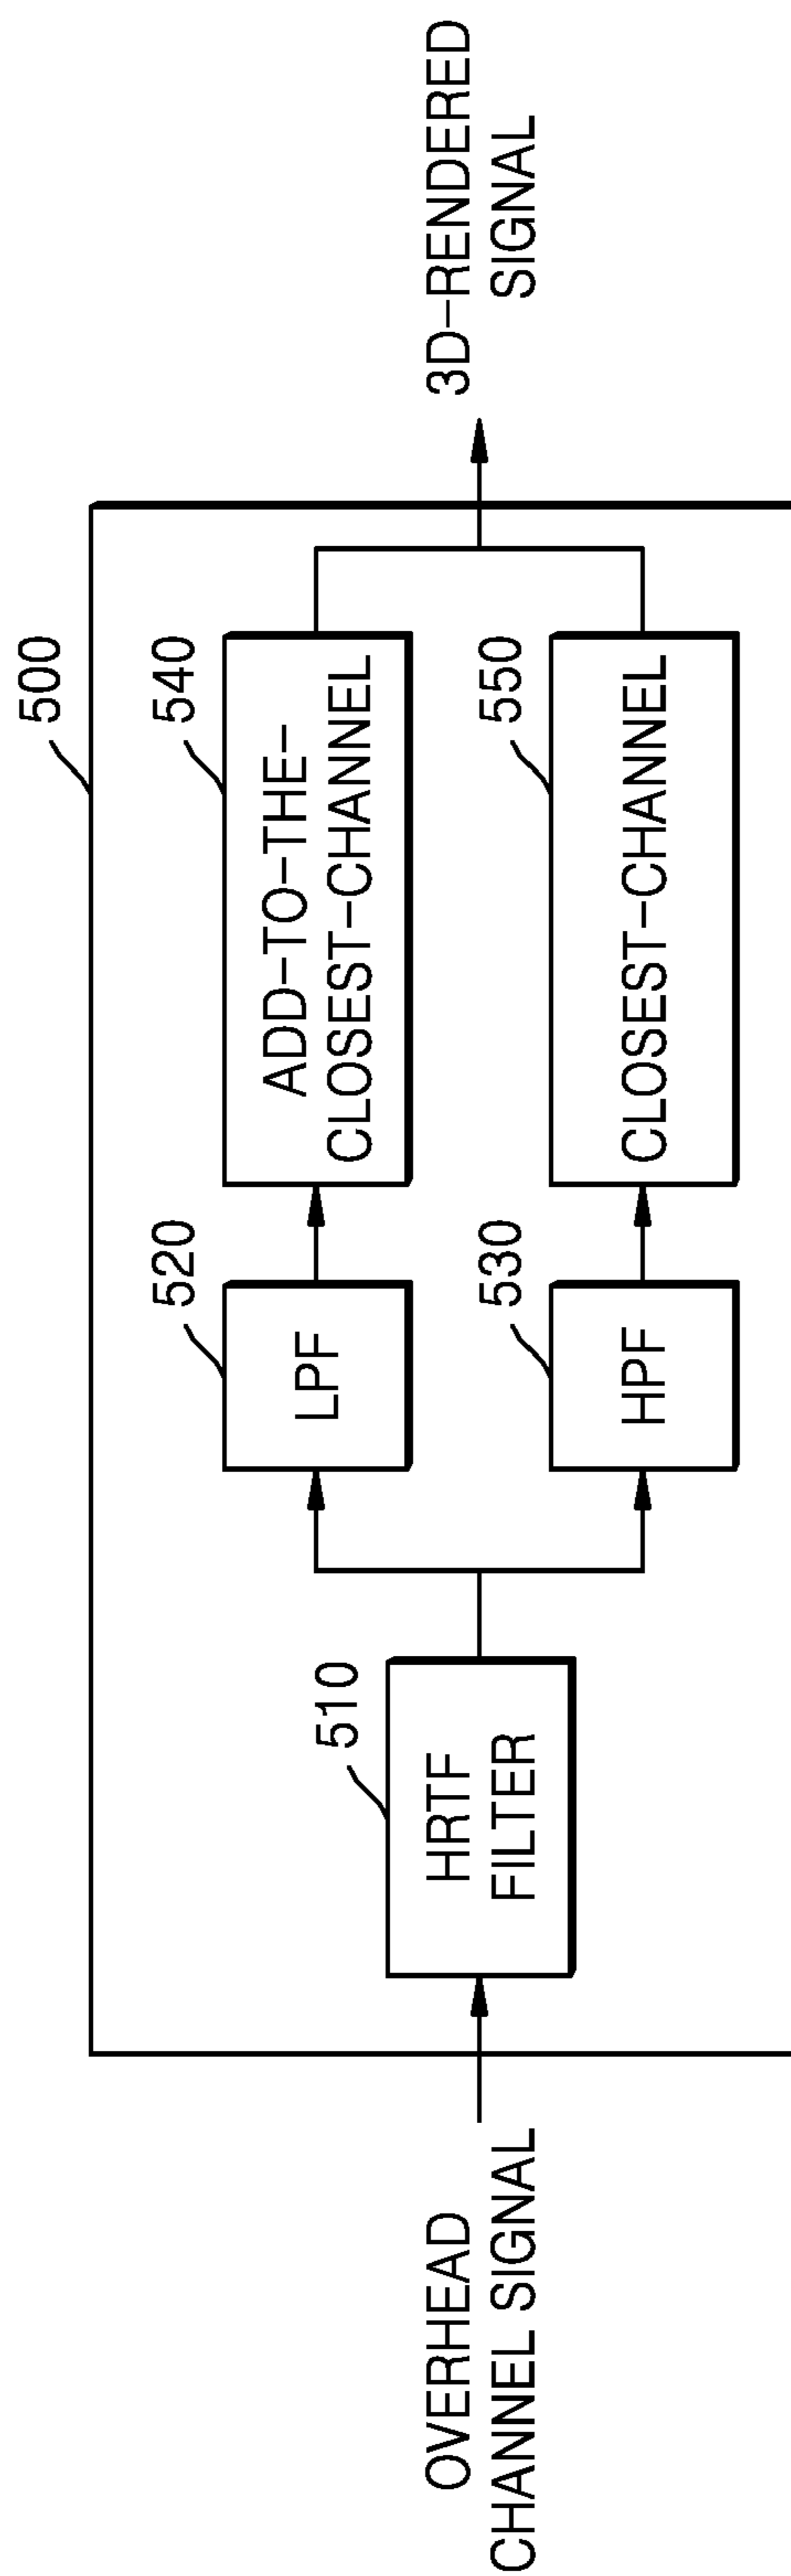 500
OVERHEAD
CHANNEL SIGNAL
510
HRTF
FILTER
520
LPF
540
ADD-TO-THE-
CLOSEST-CHANNEL
530
HPF
550
CLOSEST-CHANNEL
3D-RENDERED
SIGNAL